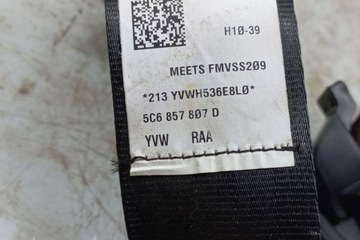 H10-39
MEETS FMVSS209
*213 YVWH536E8L0*
5C6 857 807 D
YVW RAA